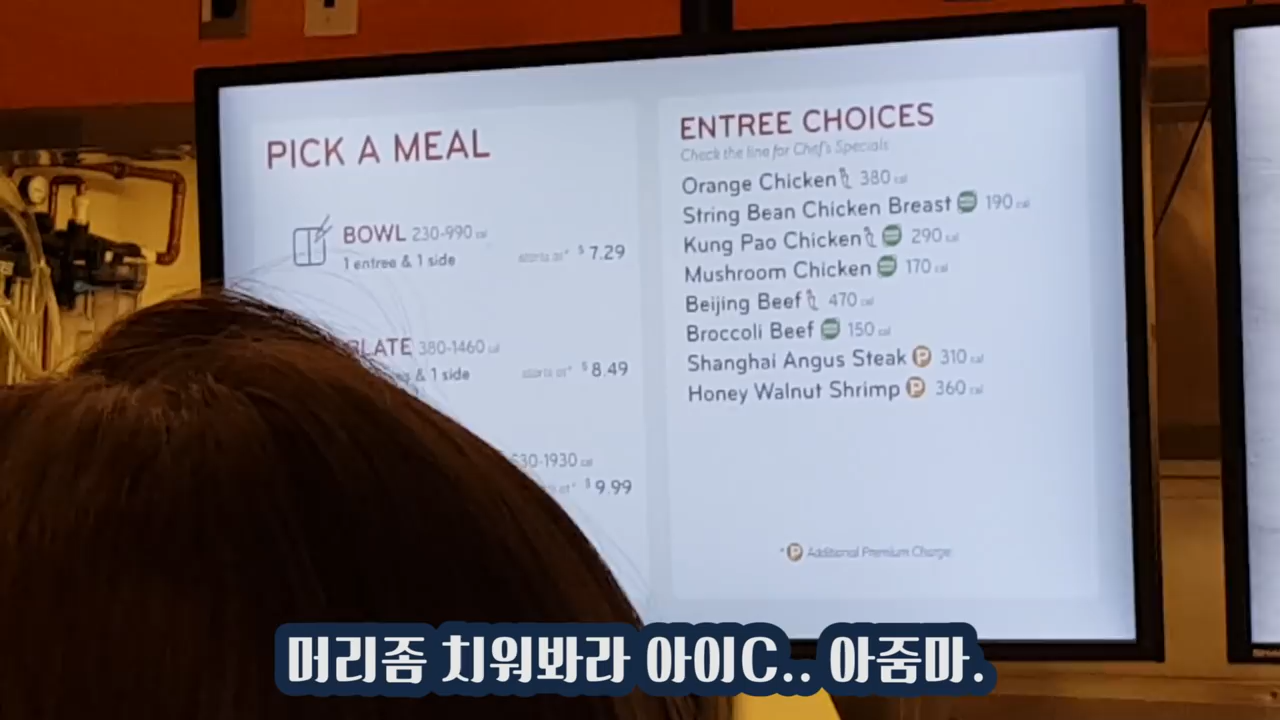 PICK A MEAL
BOWL 230-990 cal
1 entree & 1 side
starts at* $7.29
PLATE 380-1460 cal
& 1 side
starts at* $8.49
630-1930 cal
at* $9.99
ENTREE CHOICES
Check the line for Chef's Specials
Orange Chicken 380 cal
String Bean Chicken Breast 190 cal
Kung Pao Chicken 290 cal
Mushroom Chicken 170 cal
Beijing Beef 470 cal
Broccoli Beef 150 cal
Shanghai Angus Steak P 310 cal
Honey Walnut Shrimp P 360 cal
* P Additional Premium Charge
머리좀 치워봐라 아이C.. 아줌마.